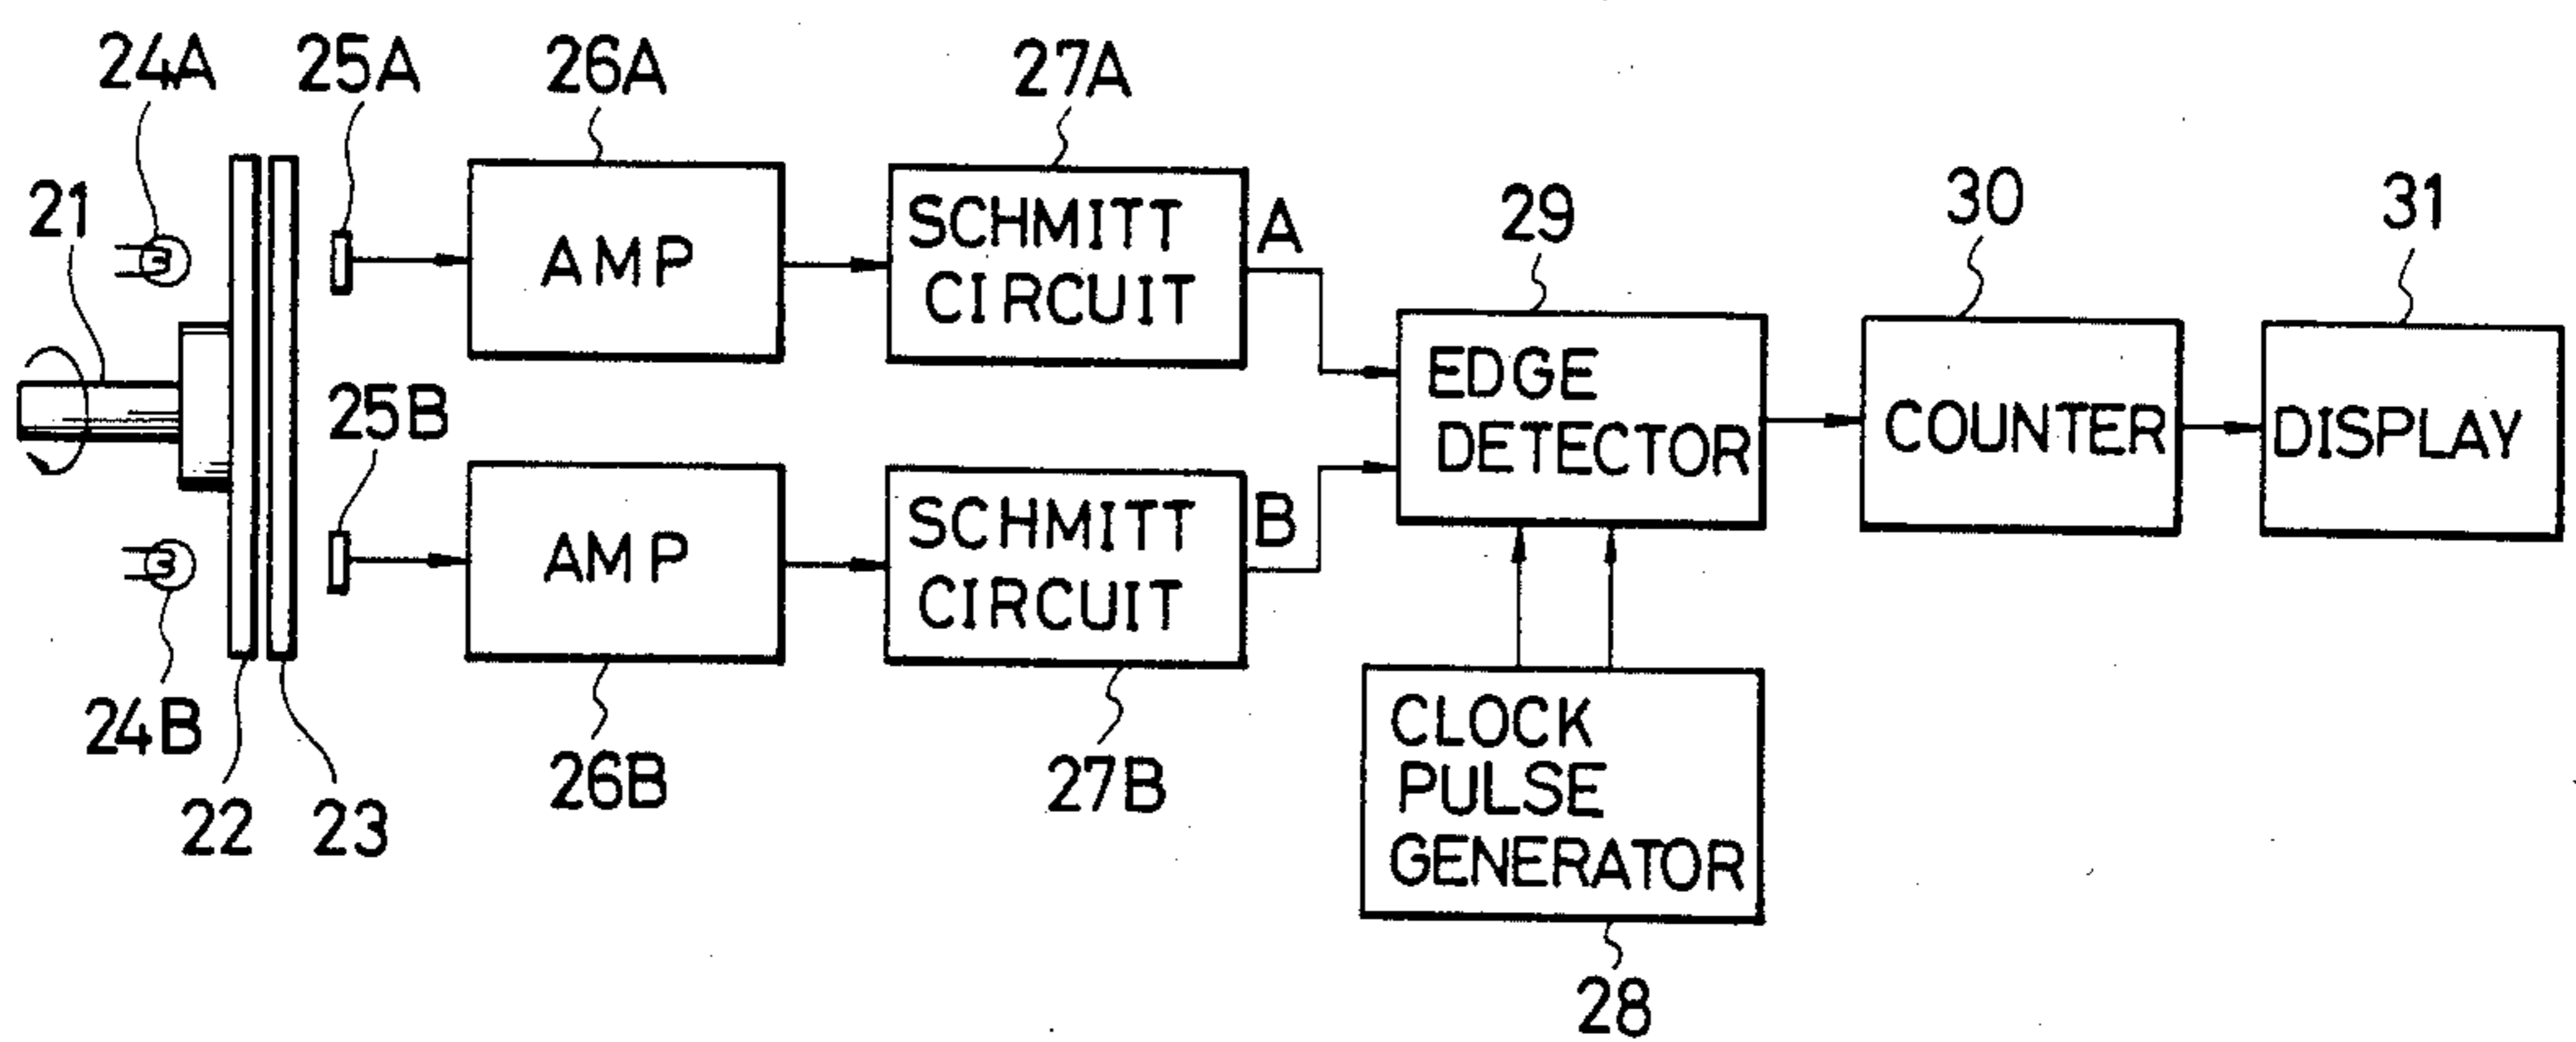 24A
25A
26A
27A
21
29
30
31
AMP
SCHMITT
CIRCUIT
A
EDGE
DETECTOR
COUNTER
DISPLAY
25B
AMP
SCHMITT
CIRCUIT
B
24B
22
23
26B
27B
CLOCK
PULSE
GENERATOR
28